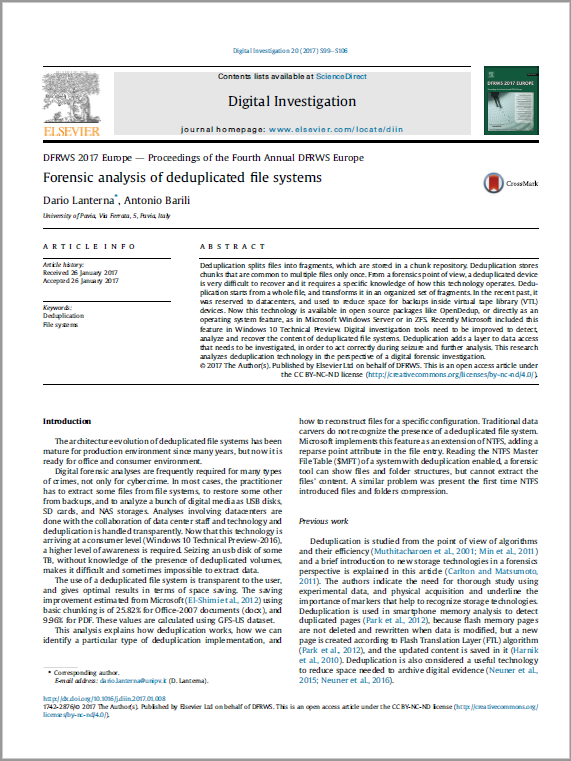 Digital Investigation 20 (2017) S99–S106
Contents lists available at ScienceDirect
Digital Investigation
journal homepage: www.elsevier.com/locate/diin
ELSEVIER
DFRWS 2017 EUROPE
DFRWS 2017 Europe — Proceedings of the Fourth Annual DFRWS Europe
Forensic analysis of deduplicated file systems
CrossMark
Dario Lanterna*, Antonio Barili
University of Pavia, Via Ferrata, 5, Pavia, Italy
ARTICLE INFO
Article history:
Received 26 January 2017
Accepted 26 January 2017
Keywords:
Deduplication
File systems
ABSTRACT
Deduplication splits files into fragments, which are stored in a chunk repository. Deduplication stores
chunks that are common to multiple files only once. From a forensics point of view, a deduplicated device
is very difficult to recover and it requires a specific knowledge of how this technology operates. Dedu-
plication starts from a whole file, and transforms it in an organized set of fragments. In the recent past, it
was reserved to datacenters, and used to reduce space for backups inside virtual tape library (VTL)
devices. Now this technology is available in open source packages like OpenDedup, or directly as an
operating system feature, as in Microsoft Windows Server or in ZFS. Recently Microsoft included this
feature in Windows 10 Technical Preview. Digital investigation tools need to be improved to detect,
analyze and recover the content of deduplicated file systems. Deduplication adds a layer to data access
that needs to be investigated, in order to act correctly during seizure and further analysis. This research
analyzes deduplication technology in the perspective of a digital forensic investigation.
© 2017 The Author(s). Published by Elsevier Ltd on behalf of DFRWS. This is an open access article under
the CC BY-NC-ND license (http://creativecommons.org/licenses/by-nc-nd/4.0/).
Introduction
The architecture evolution of deduplicated file systems has been
mature for production environment since many years, but now it is
ready for office and consumer environment.
Digital forensic analyses are frequently required for many types
of crimes, not only for cybercrime. In most cases, the practitioner
has to extract some files from file systems, to restore some other
from backups, and to analyze a bunch of digital media as USB disks,
SD cards, and NAS storages. Analyses involving datacenters are
done with the collaboration of data center staff and technology and
deduplication is handled transparently. Now that this technology is
arriving at a consumer level (Windows 10 Technical Preview-2016),
a higher level of awareness is required. Seizing an usb disk of some
TB, without knowledge of the presence of deduplicated volumes,
makes it difficult and sometimes impossible to extract data.
The use of a deduplicated file system is transparent to the user,
and gives optimal results in terms of space saving. The saving
improvement estimated from Microsoft (El-Shimi et al., 2012) using
basic chunking is of 25.82% for Office-2007 documents (docx), and
9.96% for PDF. These values are calculated using GPS-US dataset.
This analysis explains how deduplication works, how we can
identify a particular type of deduplication implementation, and
how to reconstruct files for a specific configuration. Traditional data
carvers do not recognize the presence of a deduplicated file system.
Microsoft implements this feature as an extension of NTFS, adding a
reparse point attribute in the file entry. Reading the NTFS Master
File Table ($MFT) of a system with deduplication enabled, a forensic
tool can show files and folder structures, but cannot extract the
files' content. A similar problem was present the first time NTFS
introduced files and folders compression.
Previous work
Deduplication is studied from the point of view of algorithms
and their efficiency (Muthitacharoen et al., 2001; Min et al., 2011)
and a brief introduction to new storage technologies in a forensics
perspective is explained in this article (Carlton and Matsumoto,
2011). The authors indicate the need for thorough study using
experimental data, and physical acquisition and underline the
importance of markers that help to recognize storage technologies.
Deduplication is used in smartphone memory analysis to detect
duplicated pages (Park et al., 2012), because flash memory pages
are not deleted and rewritten when data is modified, but a new
page is created according to Flash Translation Layer (FTL) algorithm
(Park et al., 2012), and the updated content is saved in it (Harnik
et al., 2010). Deduplication is also considered a useful technology
to reduce space needed to archive digital evidence (Neuner et al.,
2015; Neuner et al., 2016).
* Corresponding author.
E-mail address: dario.lanterna@unipv.it (D. Lanterna).
http://dx.doi.org/10.1016/j.diin.2017.01.008
1742-2876/© 2017 The Author(s). Published by Elsevier Ltd on behalf of DFRWS. This is an open access article under the CC BY-NC-ND license (http://creativecommons.org/
licenses/by-nc-nd/4.0/).